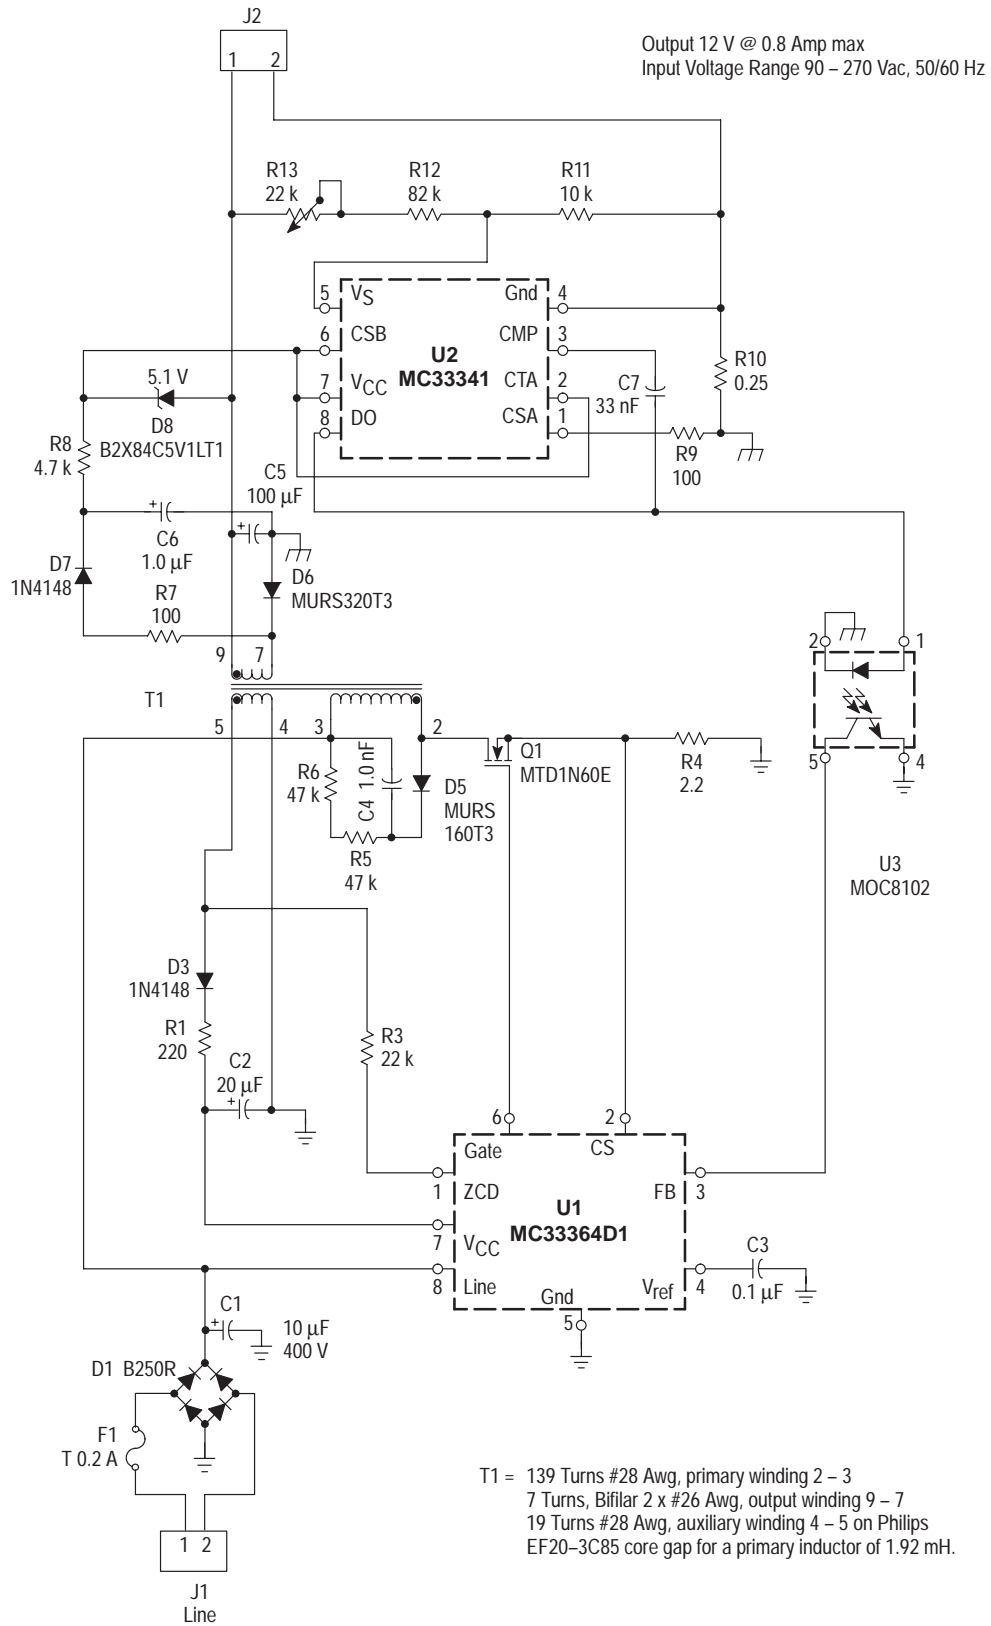 J2
1 2
Output 12 V @ 0.8 Amp max
Input Voltage Range 90 – 270 Vac, 50/60 Hz
R13
22 k
R12
82 k
R11
10 k
5
VS
Gnd
4
6
CSB
CMP
3
U2
MC33341
7
VCC
CTA
2
8
DO
CSA
1
C7
33 nF
R10
0.25
R9
100
5.1 V
D8
B2X84C5V1LT1
R8
4.7 k
C5
100 µF
+
+
C6
1.0 µF
D7
1N4148
R7
100
D6
MURS320T3
9 7
T1
5 4 3 2
2 1
5 4
U3
MOC8102
R6
47 k
C4 1.0 nF
D5
MURS
160T3
R5
47 k
Q1
MTD1N60E
R4
2.2
D3
1N4148
R1
220
C2
20 µF
+
R3
22 k
6
2
Gate
CS
1
ZCD
FB
3
U1
MC33364D1
7
VCC
8
Line
Gnd
Vref
4
5
C3
0.1 µF
C1
+
10 µF
400 V
D1 B250R
F1
T 0.2 A
1 2
J1
Line
T1 = 139 Turns #28 Awg, primary winding 2 – 3
7 Turns, Bifilar 2 x #26 Awg, output winding 9 – 7
19 Turns #28 Awg, auxiliary winding 4 – 5 on Philips
EF20–3C85 core gap for a primary inductor of 1.92 mH.